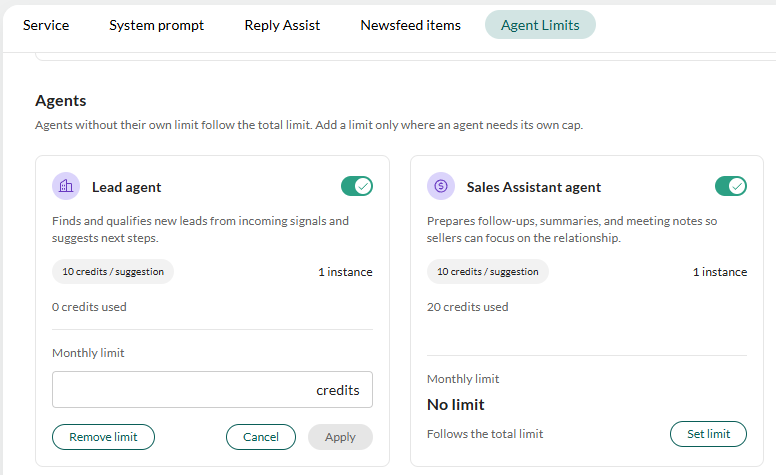 Service
System prompt
Reply Assist
Newsfeed items
Agent Limits
Agents
Agents without their own limit follow the total limit. Add a limit only where an agent needs its own cap.
Lead agent
Finds and qualifies new leads from incoming signals and
suggests next steps.
10 credits / suggestion
1 instance
0 credits used
Monthly limit
credits
Remove limit
Cancel
Apply
Sales Assistant agent
Prepares follow-ups, summaries, and meeting notes so
sellers can focus on the relationship.
10 credits / suggestion
1 instance
20 credits used
Monthly limit
No limit
Follows the total limit
Set limit